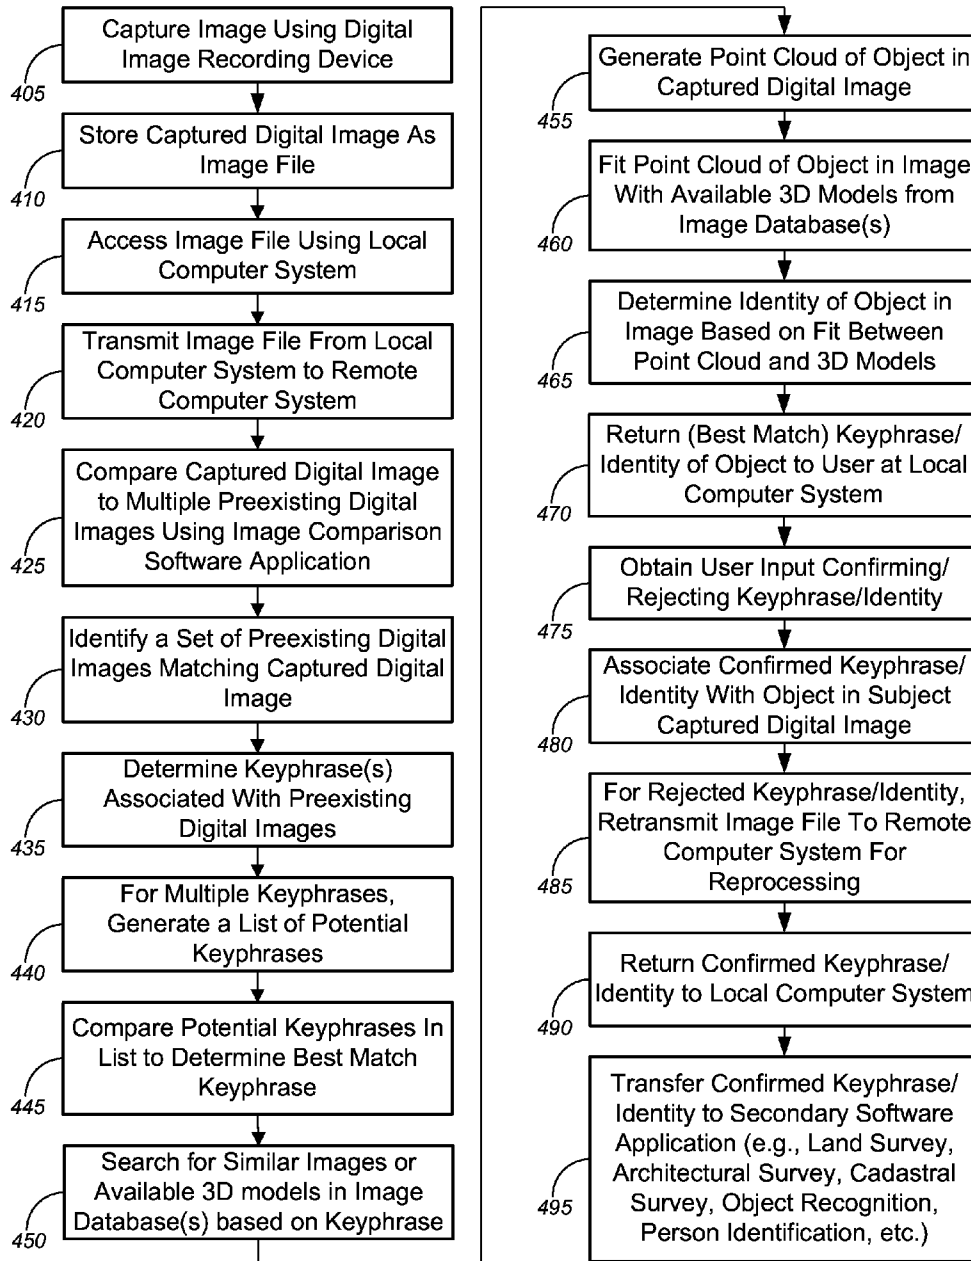 Capture Image Using Digital
Image Recording Device
405
Store Captured Digital Image As
Image File
410
Access Image File Using Local
Computer System
415
Transmit Image File From Local
Computer System to Remote
Computer System
420
Compare Captured Digital Image
to Multiple Preexisting Digital
Images Using Image Comparison
Software Application
425
Identify a Set of Preexisting Digital
Images Matching Captured Digital
Image
430
Determine Keyphrase(s)
Associated With Preexisting
Digital Images
435
For Multiple Keyphrases,
Generate a List of Potential
Keyphrases
440
Compare Potential Keyphrases In
List to Determine Best Match
Keyphrase
445
Search for Similar Images or
Available 3D models in Image
Database(s) based on Keyphrase
450
Generate Point Cloud of Object in
Captured Digital Image
455
Fit Point Cloud of Object in Image
With Available 3D Models from
Image Database(s)
460
Determine Identity of Object in
Image Based on Fit Between
Point Cloud and 3D Models
465
Return (Best Match) Keyphrase/
Identity of Object to User at Local
Computer System
470
Obtain User Input Confirming/
Rejecting Keyphrase/Identity
475
Associate Confirmed Keyphrase/
Identity With Object in Subject
Captured Digital Image
480
For Rejected Keyphrase/Identity,
Retransmit Image File To Remote
Computer System For
Reprocessing
485
Return Confirmed Keyphrase/
Identity to Local Computer System
490
Transfer Confirmed Keyphrase/
Identity to Secondary Software
Application (e.g., Land Survey,
Architectural Survey, Cadastral
Survey, Object Recognition,
Person Identification, etc.)
495